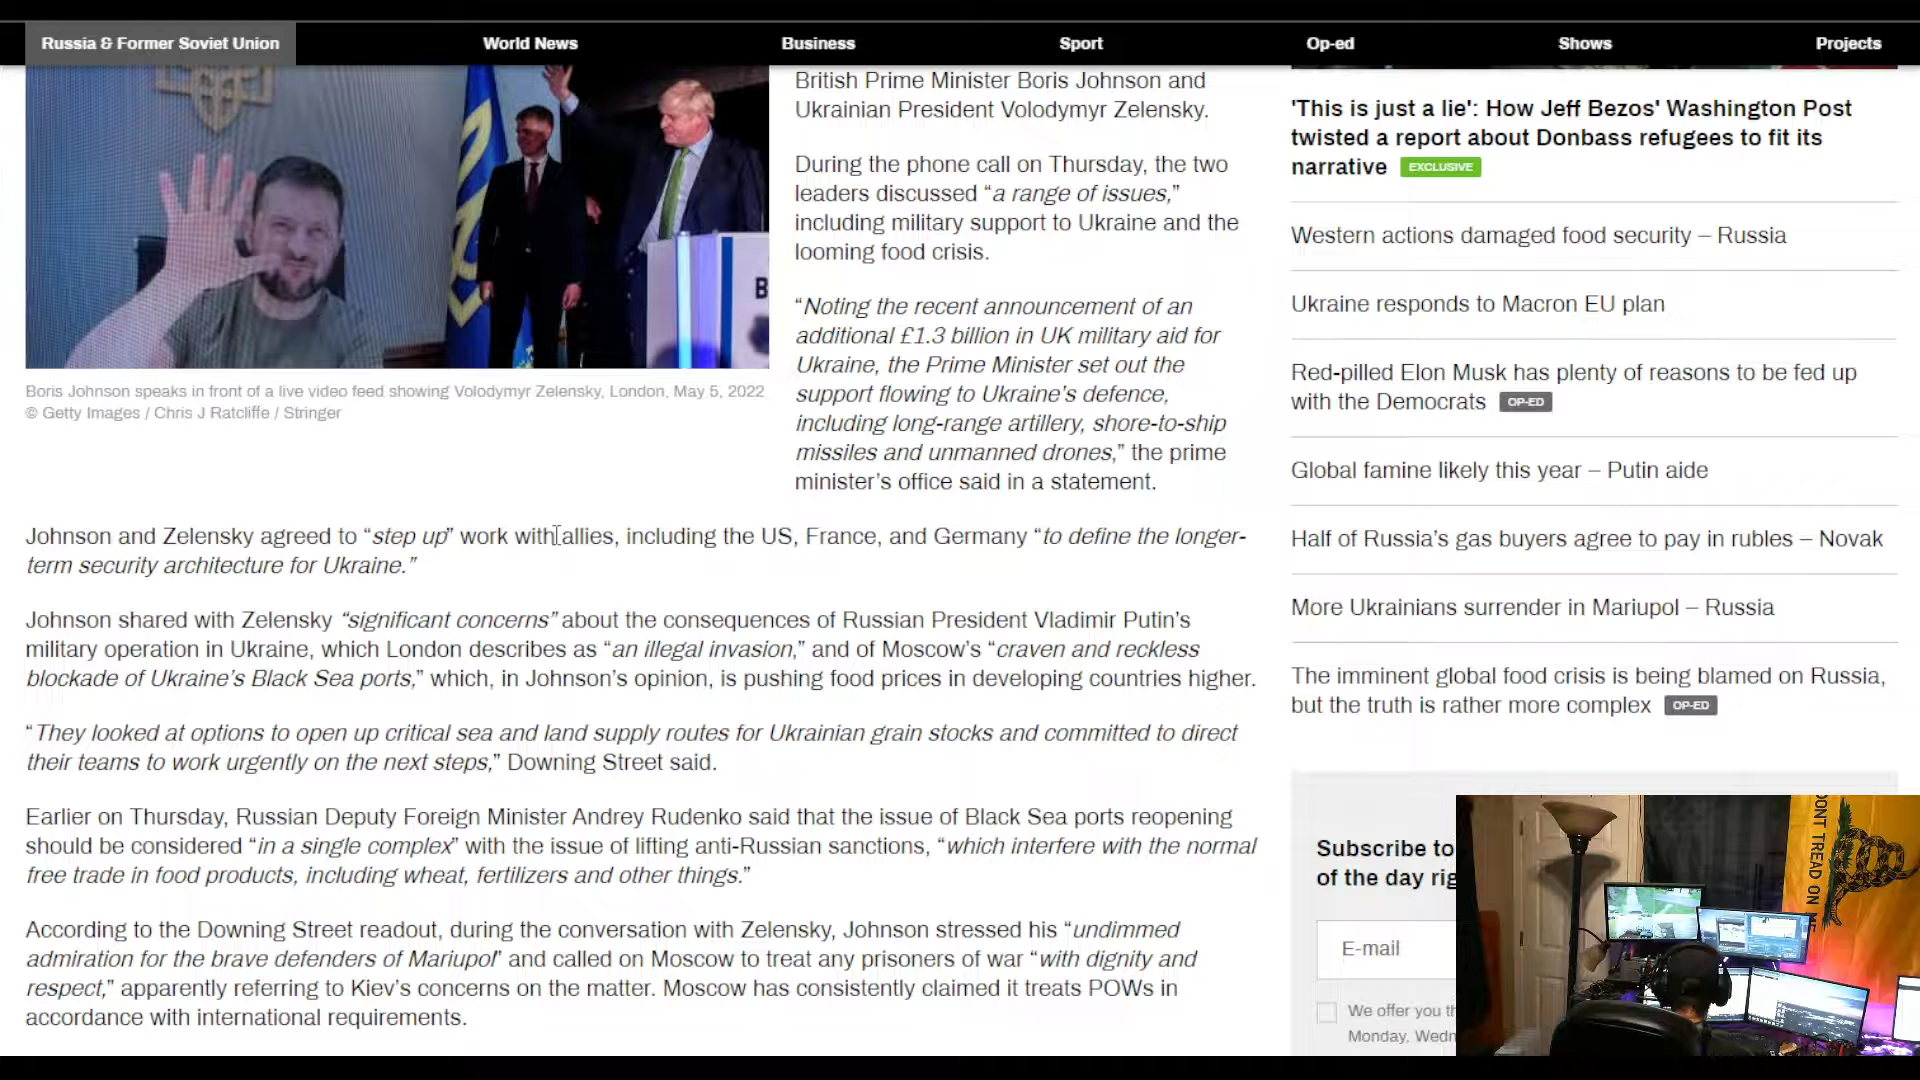 Russia & Former Soviet Union
World News
Business
Sport
Op-ed
Shows
Projects
British Prime Minister Boris Johnson and
Ukrainian President Volodymyr Zelensky.
During the phone call on Thursday, the two
leaders discussed “a range of issues,”
including military support to Ukraine and the
looming food crisis.
“Noting the recent announcement of an
additional £1.3 billion in UK military aid for
Ukraine, the Prime Minister set out the
support flowing to Ukraine’s defence,
including long-range artillery, shore-to-ship
missiles and unmanned drones,” the prime
minister’s office said in a statement.
B
Boris Johnson speaks in front of a live video feed showing Volodymyr Zelensky, London, May 5, 2022
© Getty Images / Chris J Ratcliffe / Stringer
Johnson and Zelensky agreed to “step up” work with allies, including the US, France, and Germany “to define the longer-
term security architecture for Ukraine.”
Johnson shared with Zelensky “significant concerns” about the consequences of Russian President Vladimir Putin’s
military operation in Ukraine, which London describes as “an illegal invasion,” and of Moscow’s “craven and reckless
blockade of Ukraine’s Black Sea ports,” which, in Johnson’s opinion, is pushing food prices in developing countries higher.
“They looked at options to open up critical sea and land supply routes for Ukrainian grain stocks and committed to direct
their teams to work urgently on the next steps,” Downing Street said.
Earlier on Thursday, Russian Deputy Foreign Minister Andrey Rudenko said that the issue of Black Sea ports reopening
should be considered “in a single complex” with the issue of lifting anti-Russian sanctions, “which interfere with the normal
free trade in food products, including wheat, fertilizers and other things.”
According to the Downing Street readout, during the conversation with Zelensky, Johnson stressed his “undimmed
admiration for the brave defenders of Mariupol” and called on Moscow to treat any prisoners of war “with dignity and
respect,” apparently referring to Kiev’s concerns on the matter. Moscow has consistently claimed it treats POWs in
accordance with international requirements.
'This is just a lie': How Jeff Bezos' Washington Post
twisted a report about Donbass refugees to fit its
narrative EXCLUSIVE
Western actions damaged food security – Russia
Ukraine responds to Macron EU plan
Red-pilled Elon Musk has plenty of reasons to be fed up
with the Democrats OP-ED
Global famine likely this year – Putin aide
Half of Russia’s gas buyers agree to pay in rubles – Novak
More Ukrainians surrender in Mariupol – Russia
The imminent global food crisis is being blamed on Russia,
but the truth is rather more complex OP-ED
Subscribe to
of the day rig
E-mail
We offer you th
Monday, Wedn
DONT TREAD ON ME